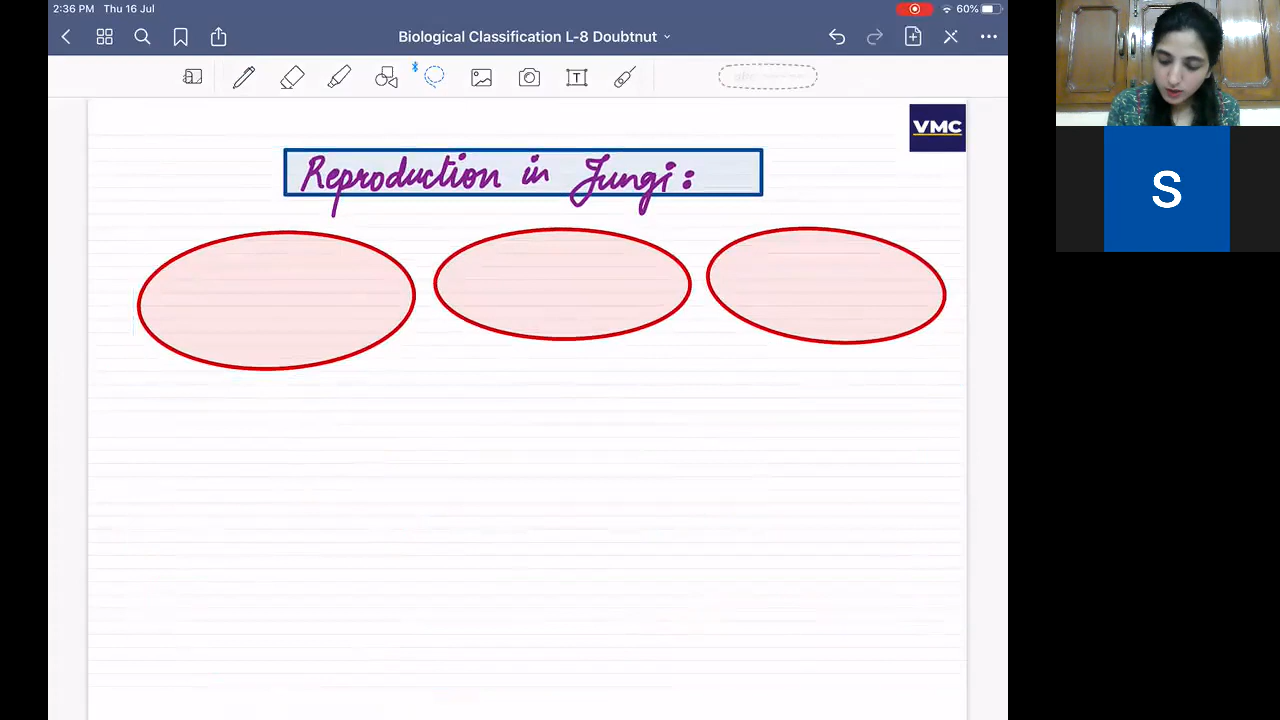 2:36 PM Thu 16 Jul
60%
Biological Classification L-8 Doubtnut
T
VMC
Reproduction in Fungi:
S